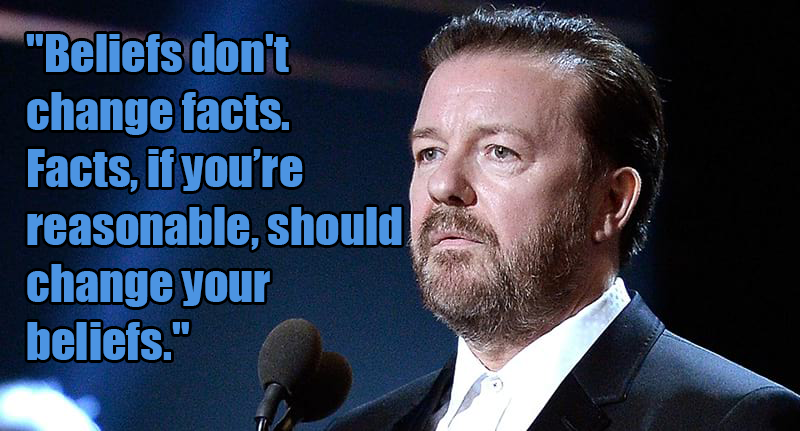 "Beliefs don't
change facts.
Facts, if you’re
reasonable, should
change your
beliefs."